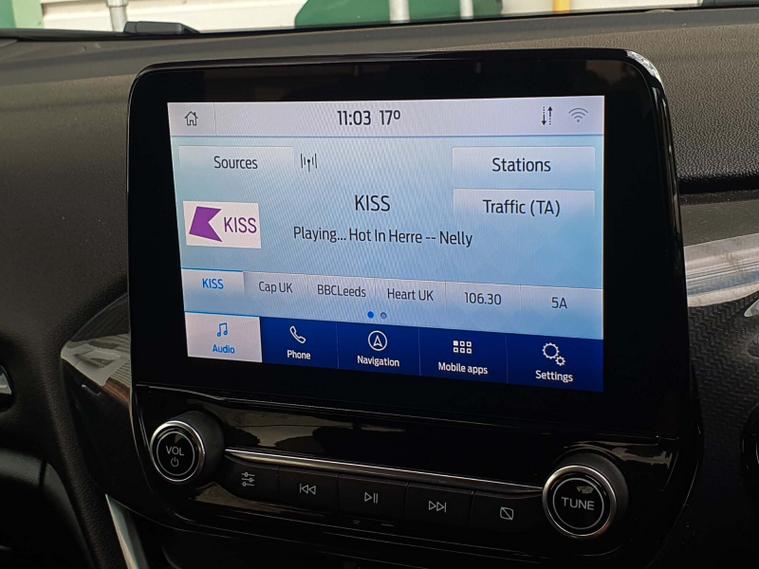 11:03 17º
Sources
Stations
KISS
Traffic (TA)
KISS
Playing... Hot In Herre -- Nelly
KISS
Cap UK
BBCLeeds
Heart UK
106.30
5A
Audio
Phone
Navigation
Mobile apps
Settings
VOL
TUNE